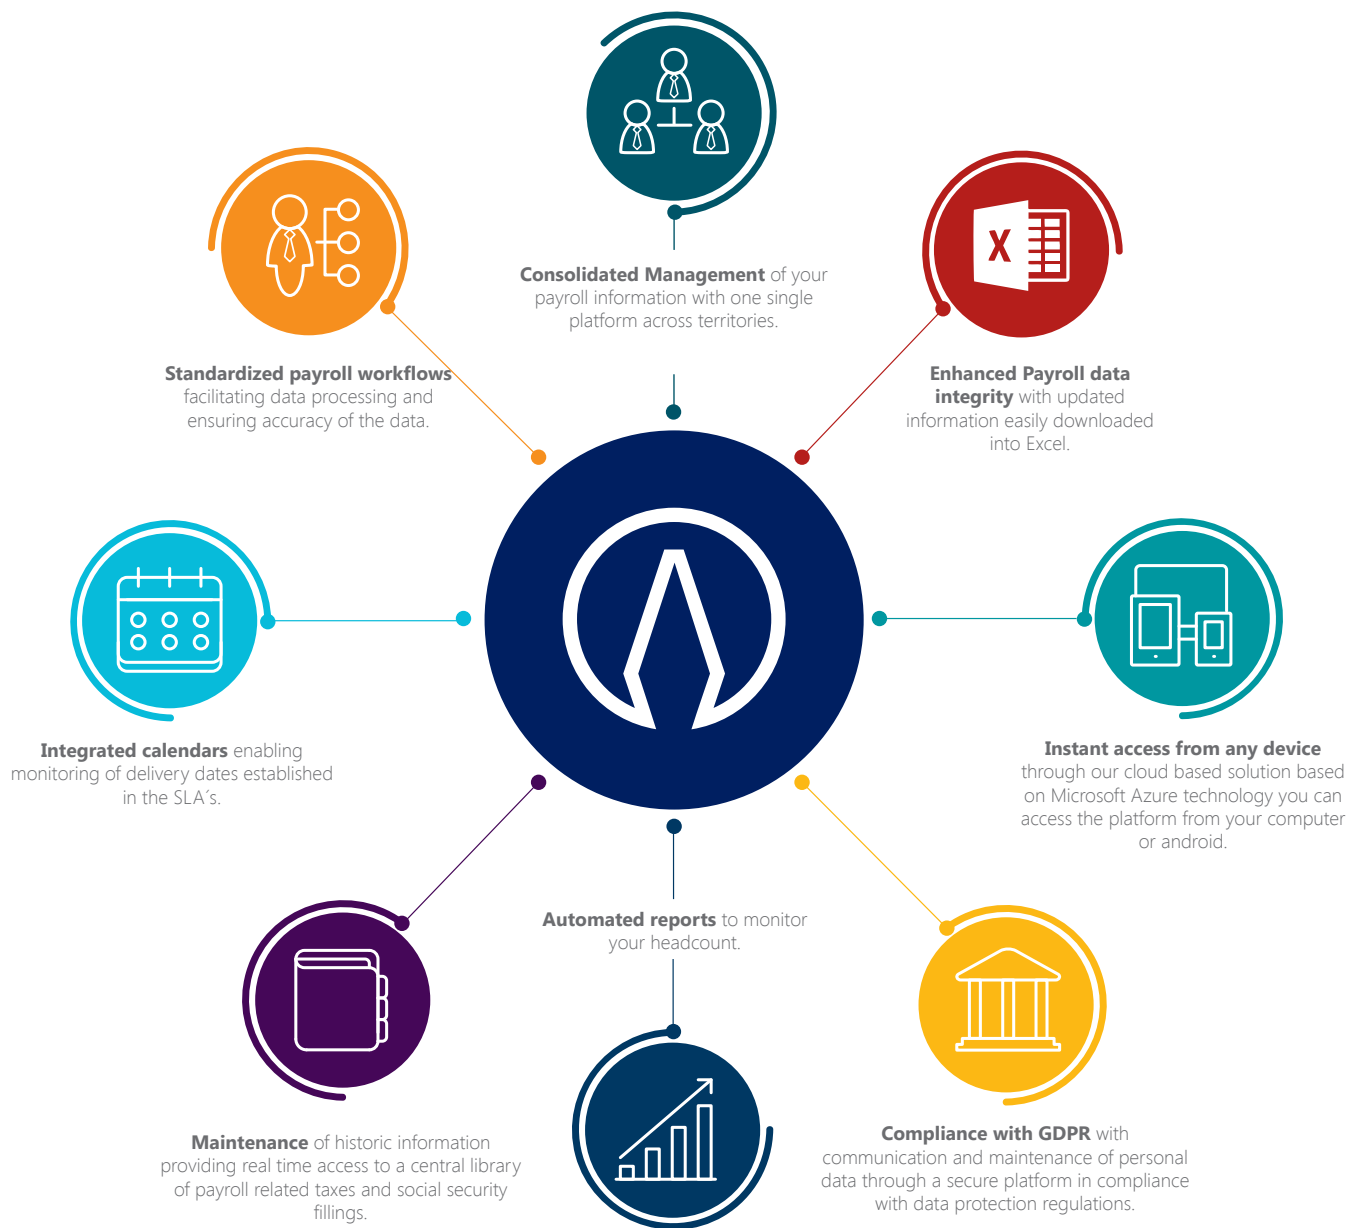 Consolidated Management of your
payroll information with one single
platform across territories.
Standardized payroll workflows
facilitating data processing and
ensuring accuracy of the data.
X
Enhanced Payroll data
integrity with updated
information easily downloaded
into Excel.
Integrated calendars enabling
monitoring of delivery dates established
in the SLA´s.
Instant access from any device
through our cloud based solution based
on Microsoft Azure technology you can
access the platform from your computer
or android.
Automated reports to monitor
your headcount.
Maintenance of historic information
providing real time access to a central library
of payroll related taxes and social security
fillings.
Compliance with GDPR with
communication and maintenance of personal
data through a secure platform in compliance
with data protection regulations.